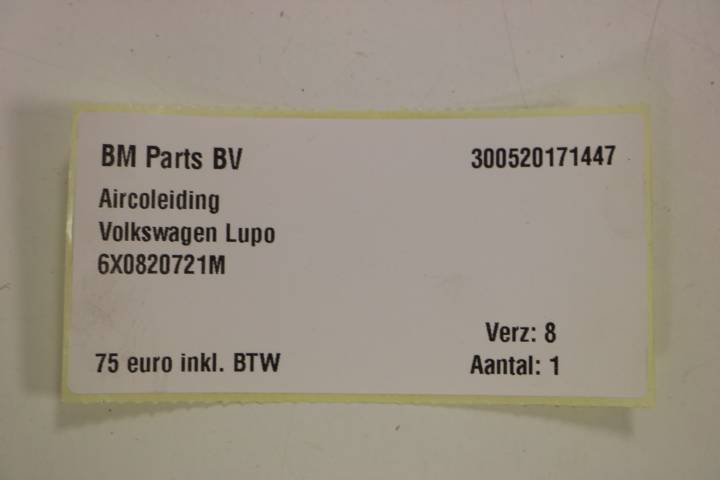 BM Parts BV 300520171447
Aircoleiding
Volkswagen Lupo
6X0820721M
Verz: 8
75 euro inkl. BTW Aantal: 1